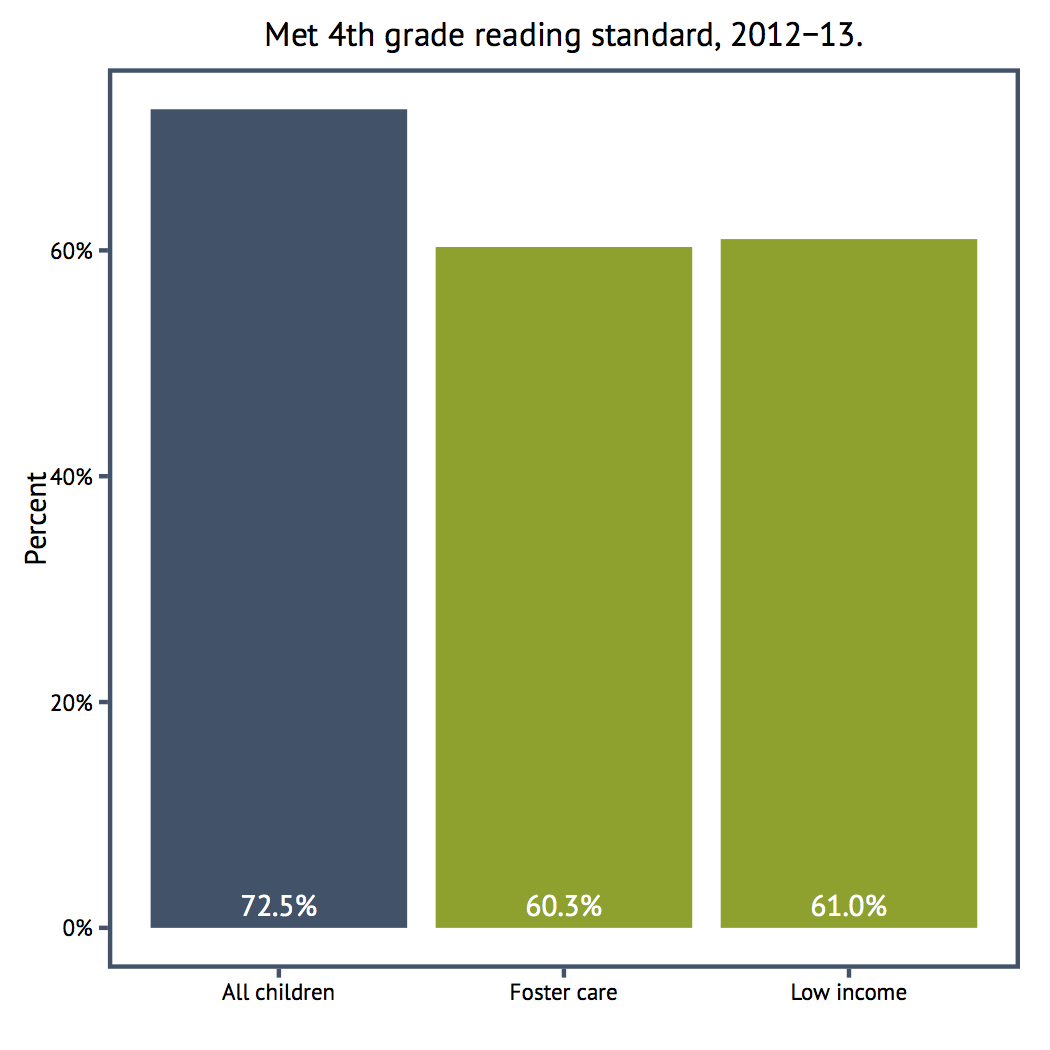 Met 4th grade reading standard, 2012–13.
Percent
60%
40%
20%
0%
72.5%
60.3%
61.0%
All children
Foster care
Low income